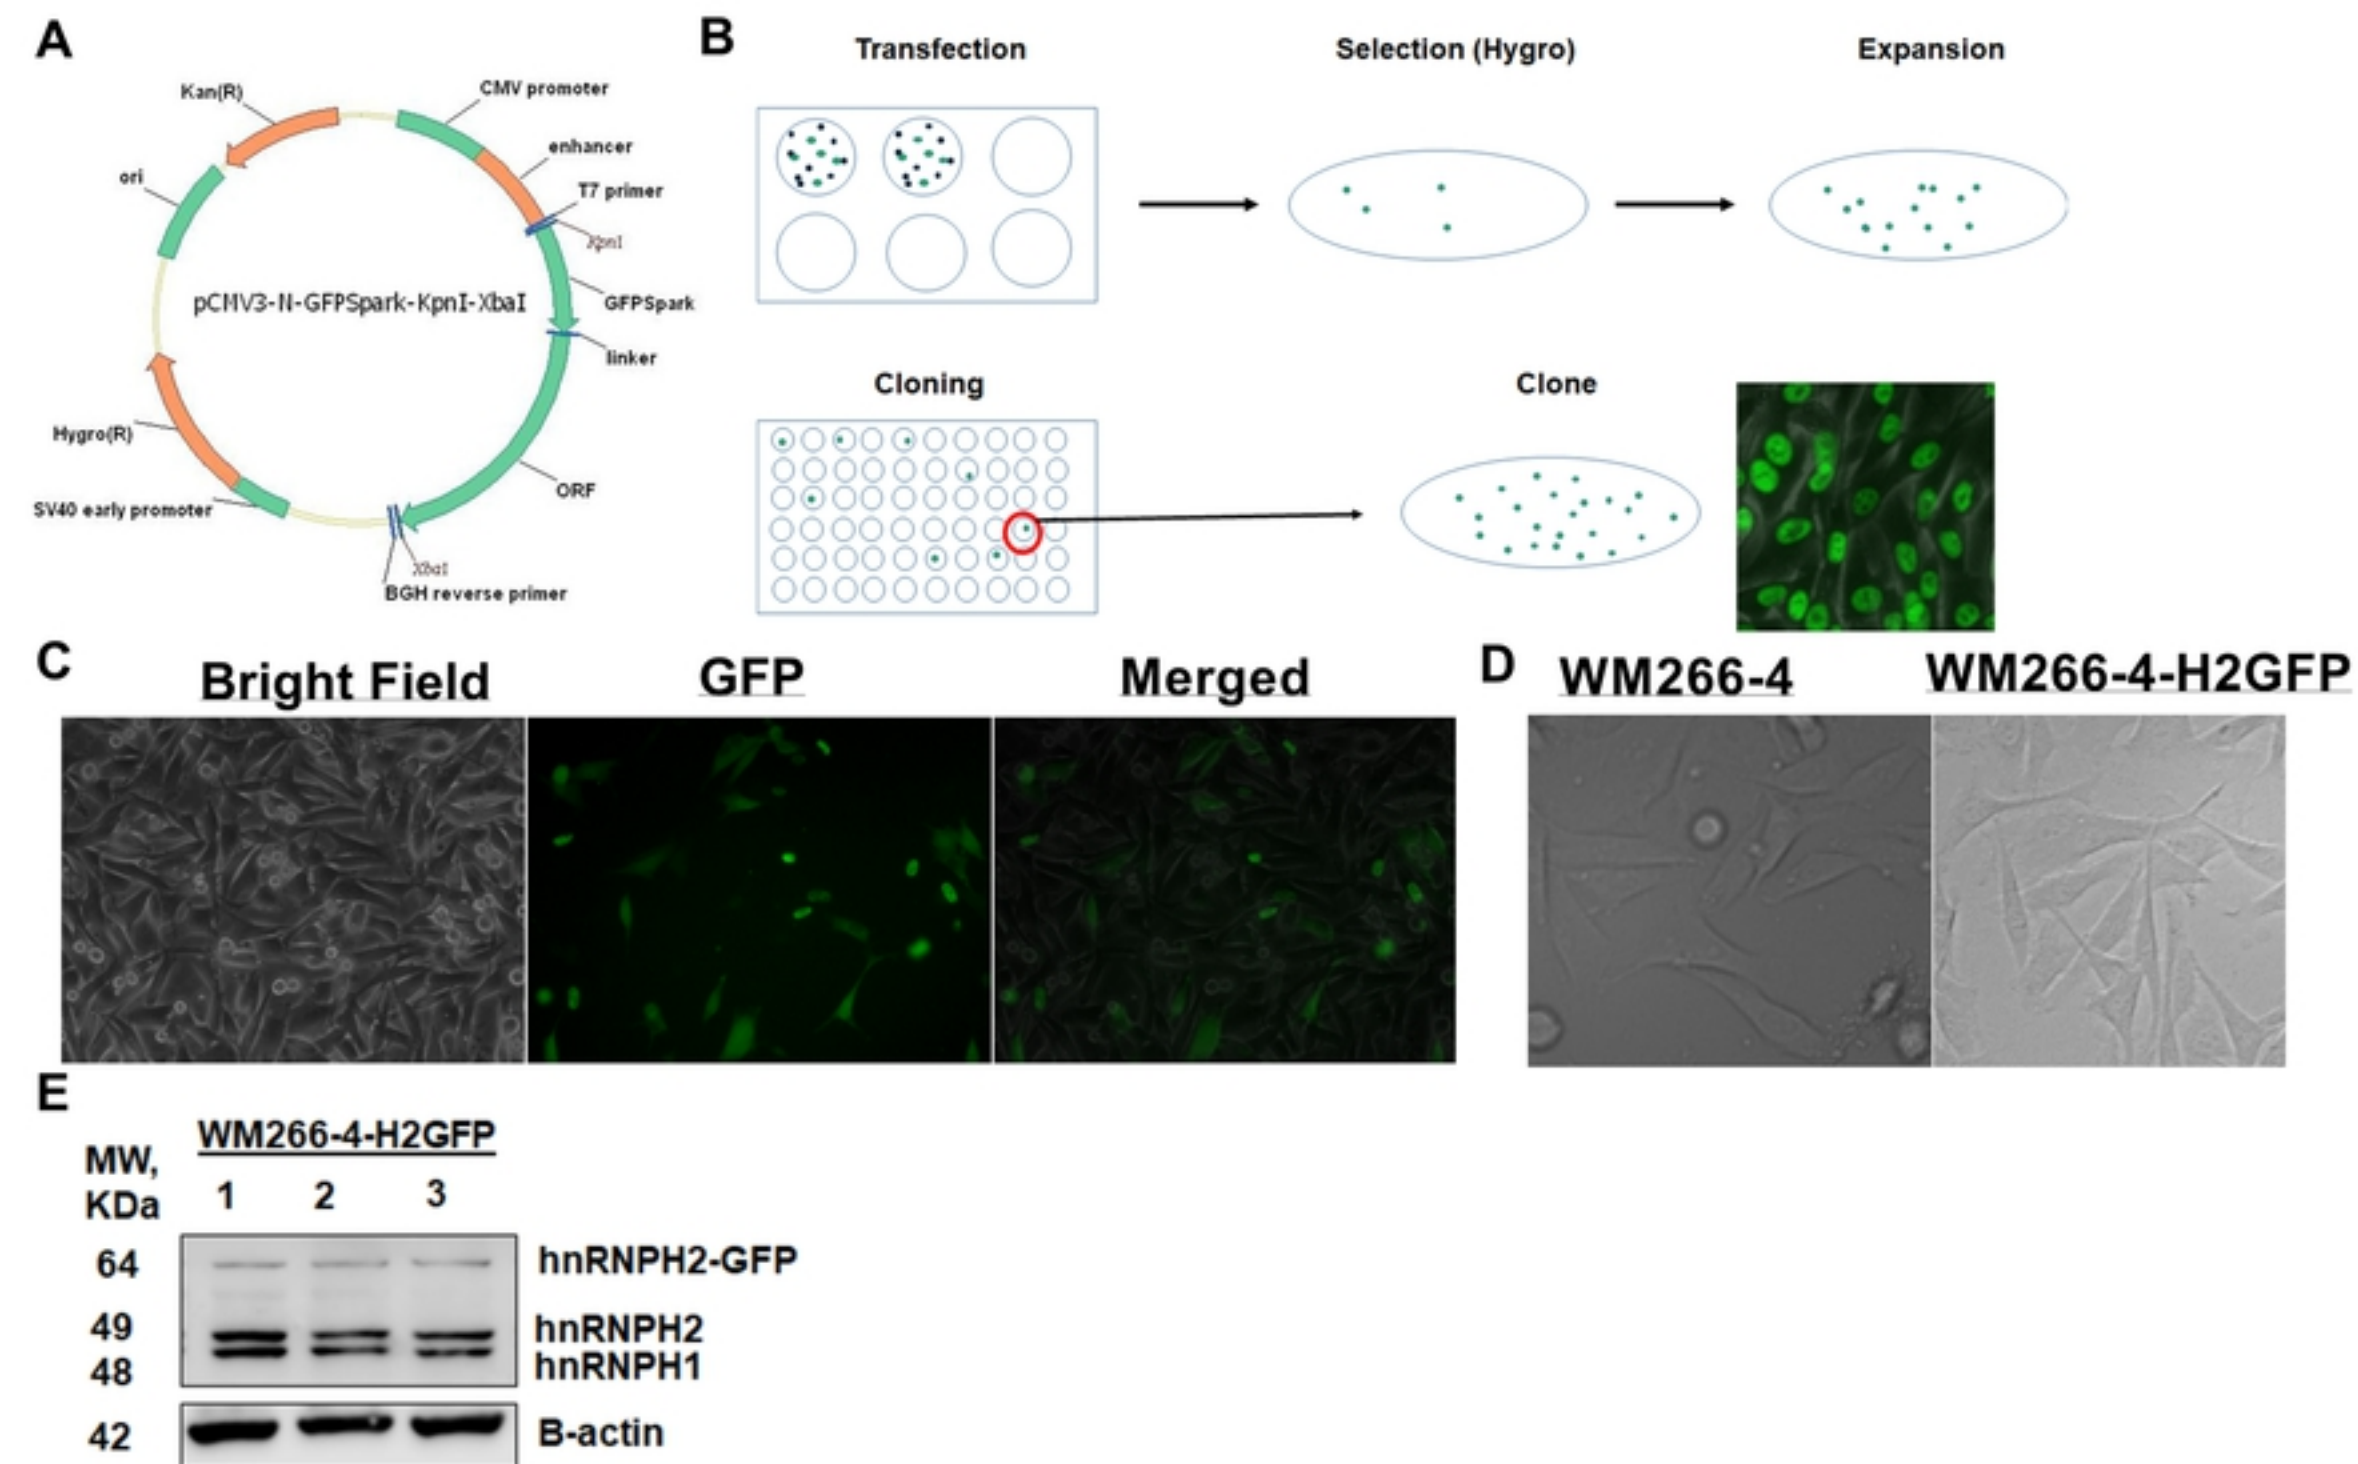 A
Kan(R)
CMV promoter
enhancer
T7 primer
KpnI
ori
pCMV3-N-GFPSpark-KpnI-XbaI
GFPSpark
linker
Hygro(R)
ORF
SV40 early promoter
XbaI
BGH reverse primer
B
Transfection
Selection (Hygro)
Expansion
Cloning
Clone
C
Bright Field
GFP
Merged
D
WM266-4
WM266-4-H2GFP
E
WM266-4-H2GFP
MW,
KDa
1 2 3
64
hnRNPH2-GFP
49
hnRNPH2
48
hnRNPH1
42
B-actin